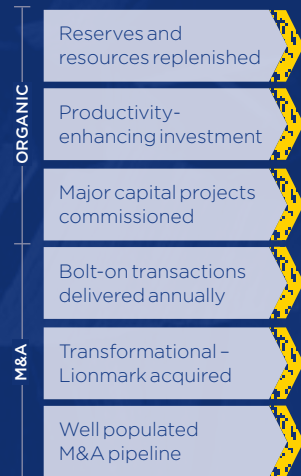 ORGANIC
Reserves and
resources replenished
Productivity-
enhancing investment
Major capital projects
commissioned
M&A
Bolt-on transactions
delivered annually
Transformational –
Lionmark acquired
Well populated
M&A pipeline